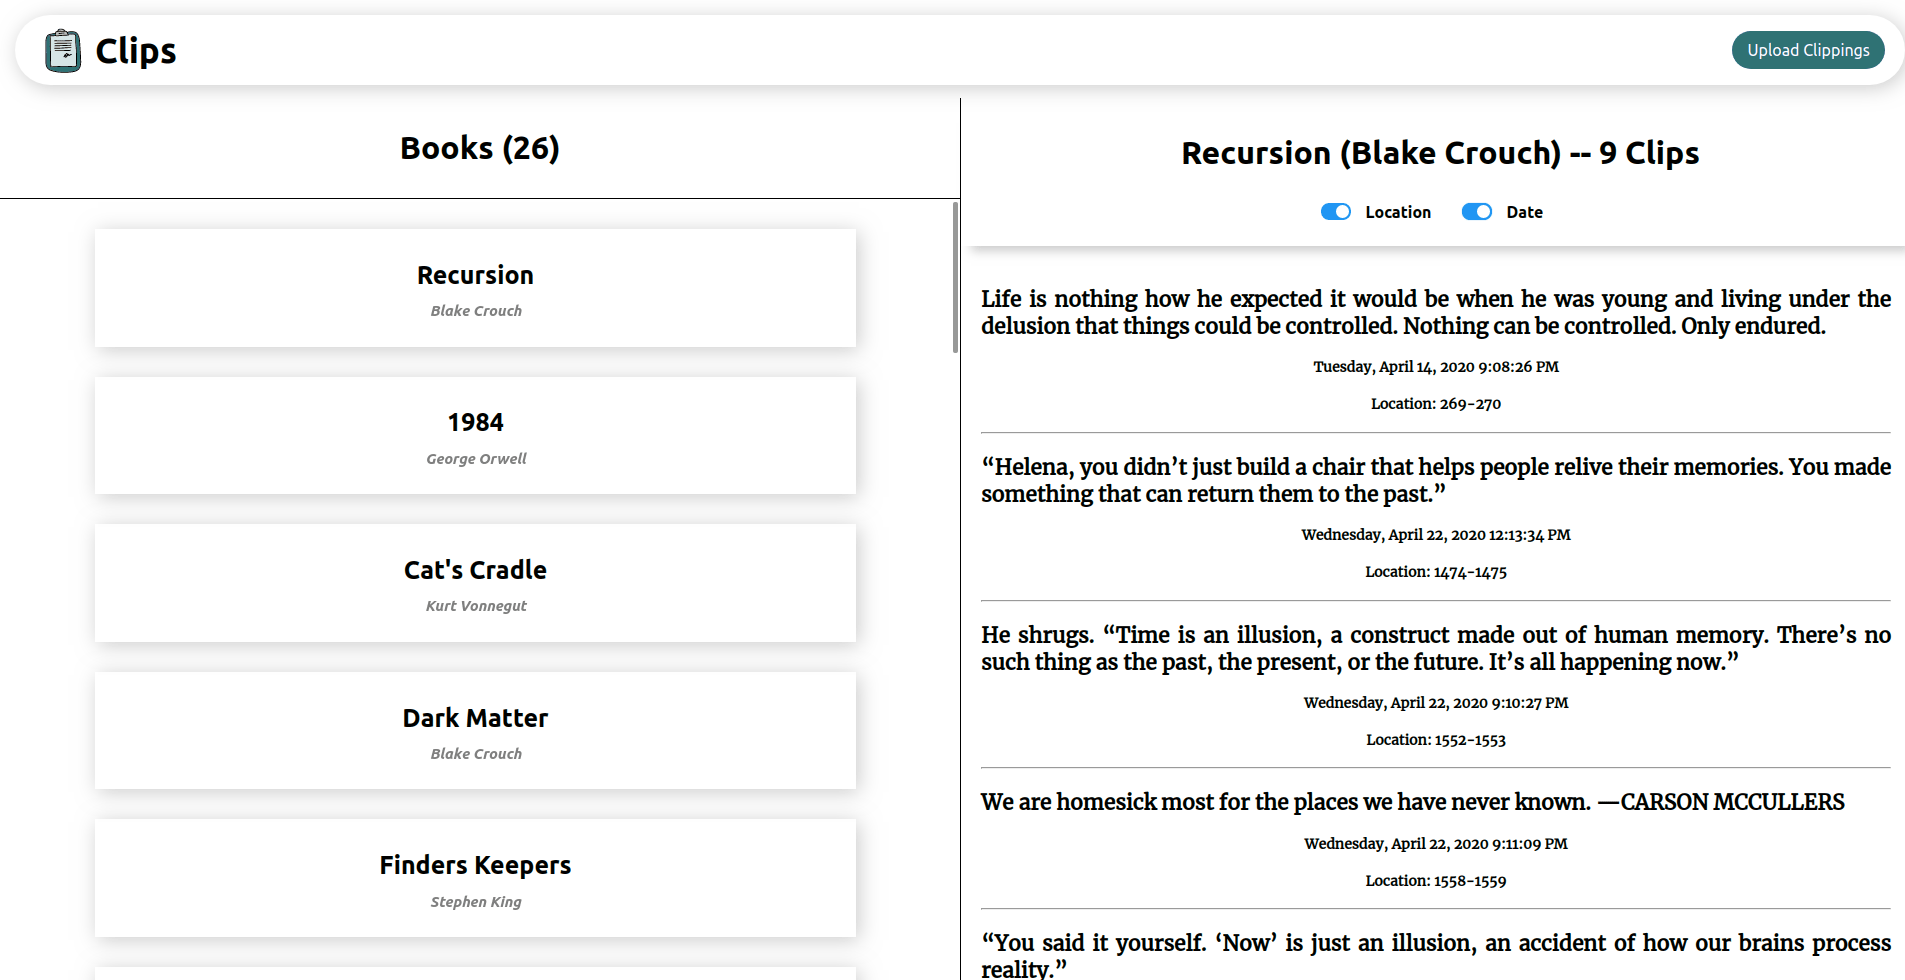 Clips
Upload Clippings
Books (26)
Recursion
Blake Crouch
1984
George Orwell
Cat's Cradle
Kurt Vonnegut
Dark Matter
Blake Crouch
Finders Keepers
Stephen King
Recursion (Blake Crouch) -- 9 Clips
Location Date
Life is nothing how he expected it would be when he was young and living under the
delusion that things could be controlled. Nothing can be controlled. Only endured.
Tuesday, April 14, 2020 9:08:26 PM
Location: 269-270
“Helena, you didn’t just build a chair that helps people relive their memories. You made
something that can return them to the past.”
Wednesday, April 22, 2020 12:13:34 PM
Location: 1474-1475
He shrugs. “Time is an illusion, a construct made out of human memory. There’s no
such thing as the past, the present, or the future. It’s all happening now.”
Wednesday, April 22, 2020 9:10:27 PM
Location: 1552-1553
We are homesick most for the places we have never known. —CARSON MCCULLERS
Wednesday, April 22, 2020 9:11:09 PM
Location: 1558-1559
“You said it yourself. ‘Now’ is just an illusion, an accident of how our brains process
reality.”